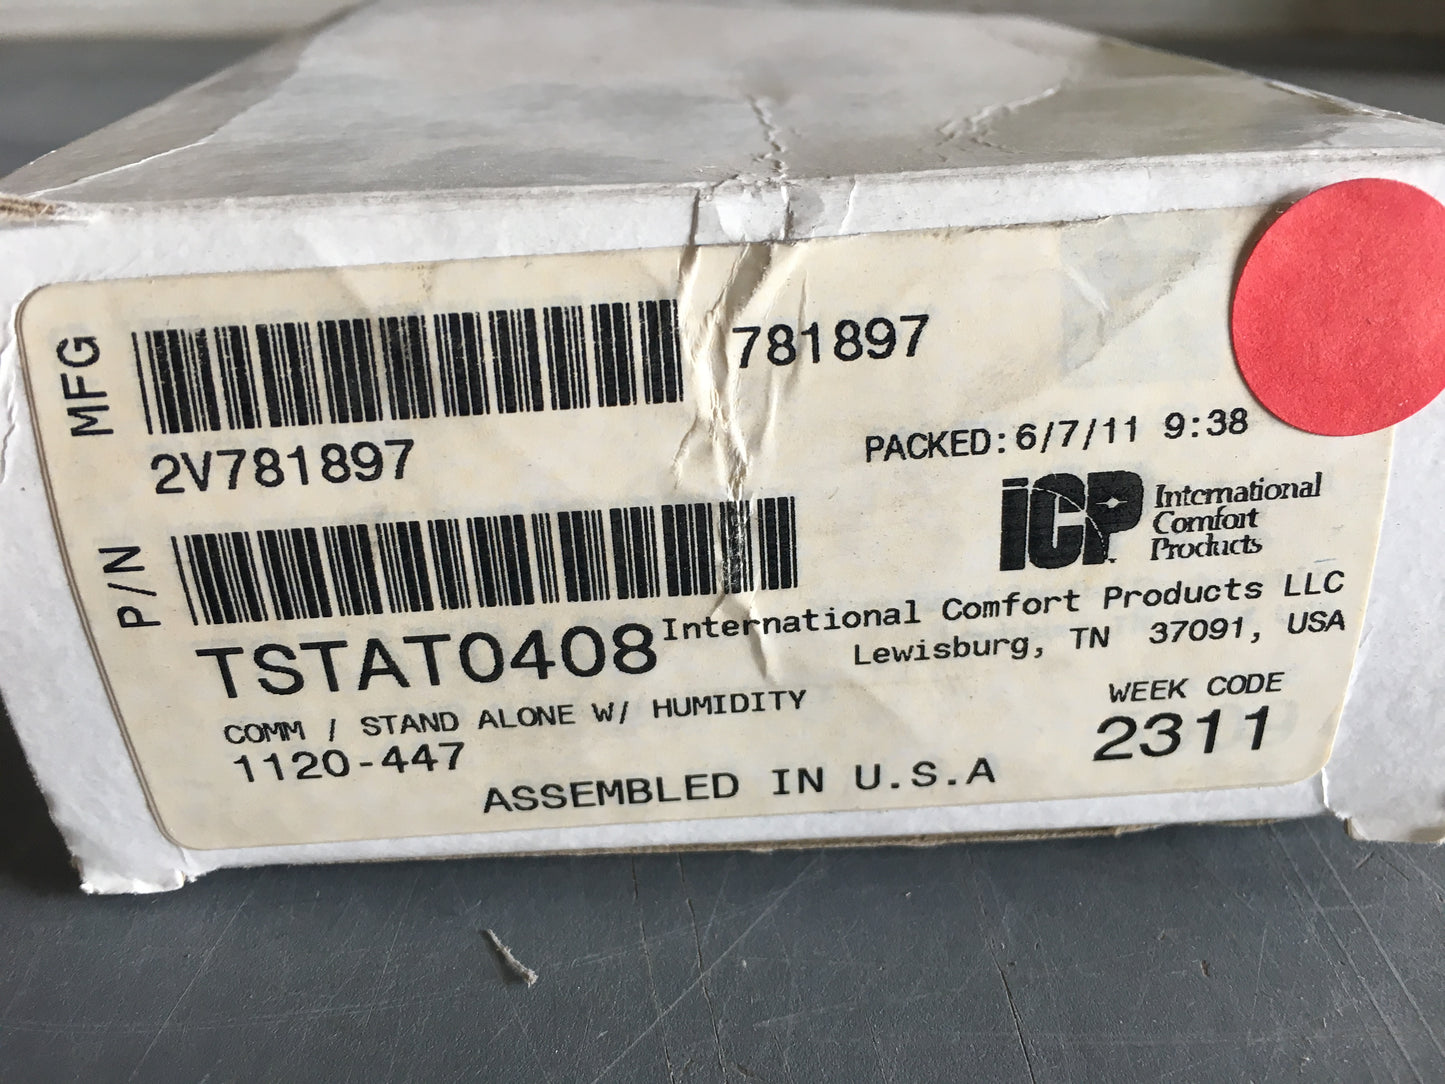 MFG
781897
2V781897
PACKED: 6/7/11 9:38
iCP International
Comfort
Products
P/N
TSTAT0408
International Comfort Products LLC
Lewisburg, TN 37091, USA
COMM / STAND ALONE W/ HUMIDITY
WEEK CODE
1120-447
2311
ASSEMBLED IN U.S.A